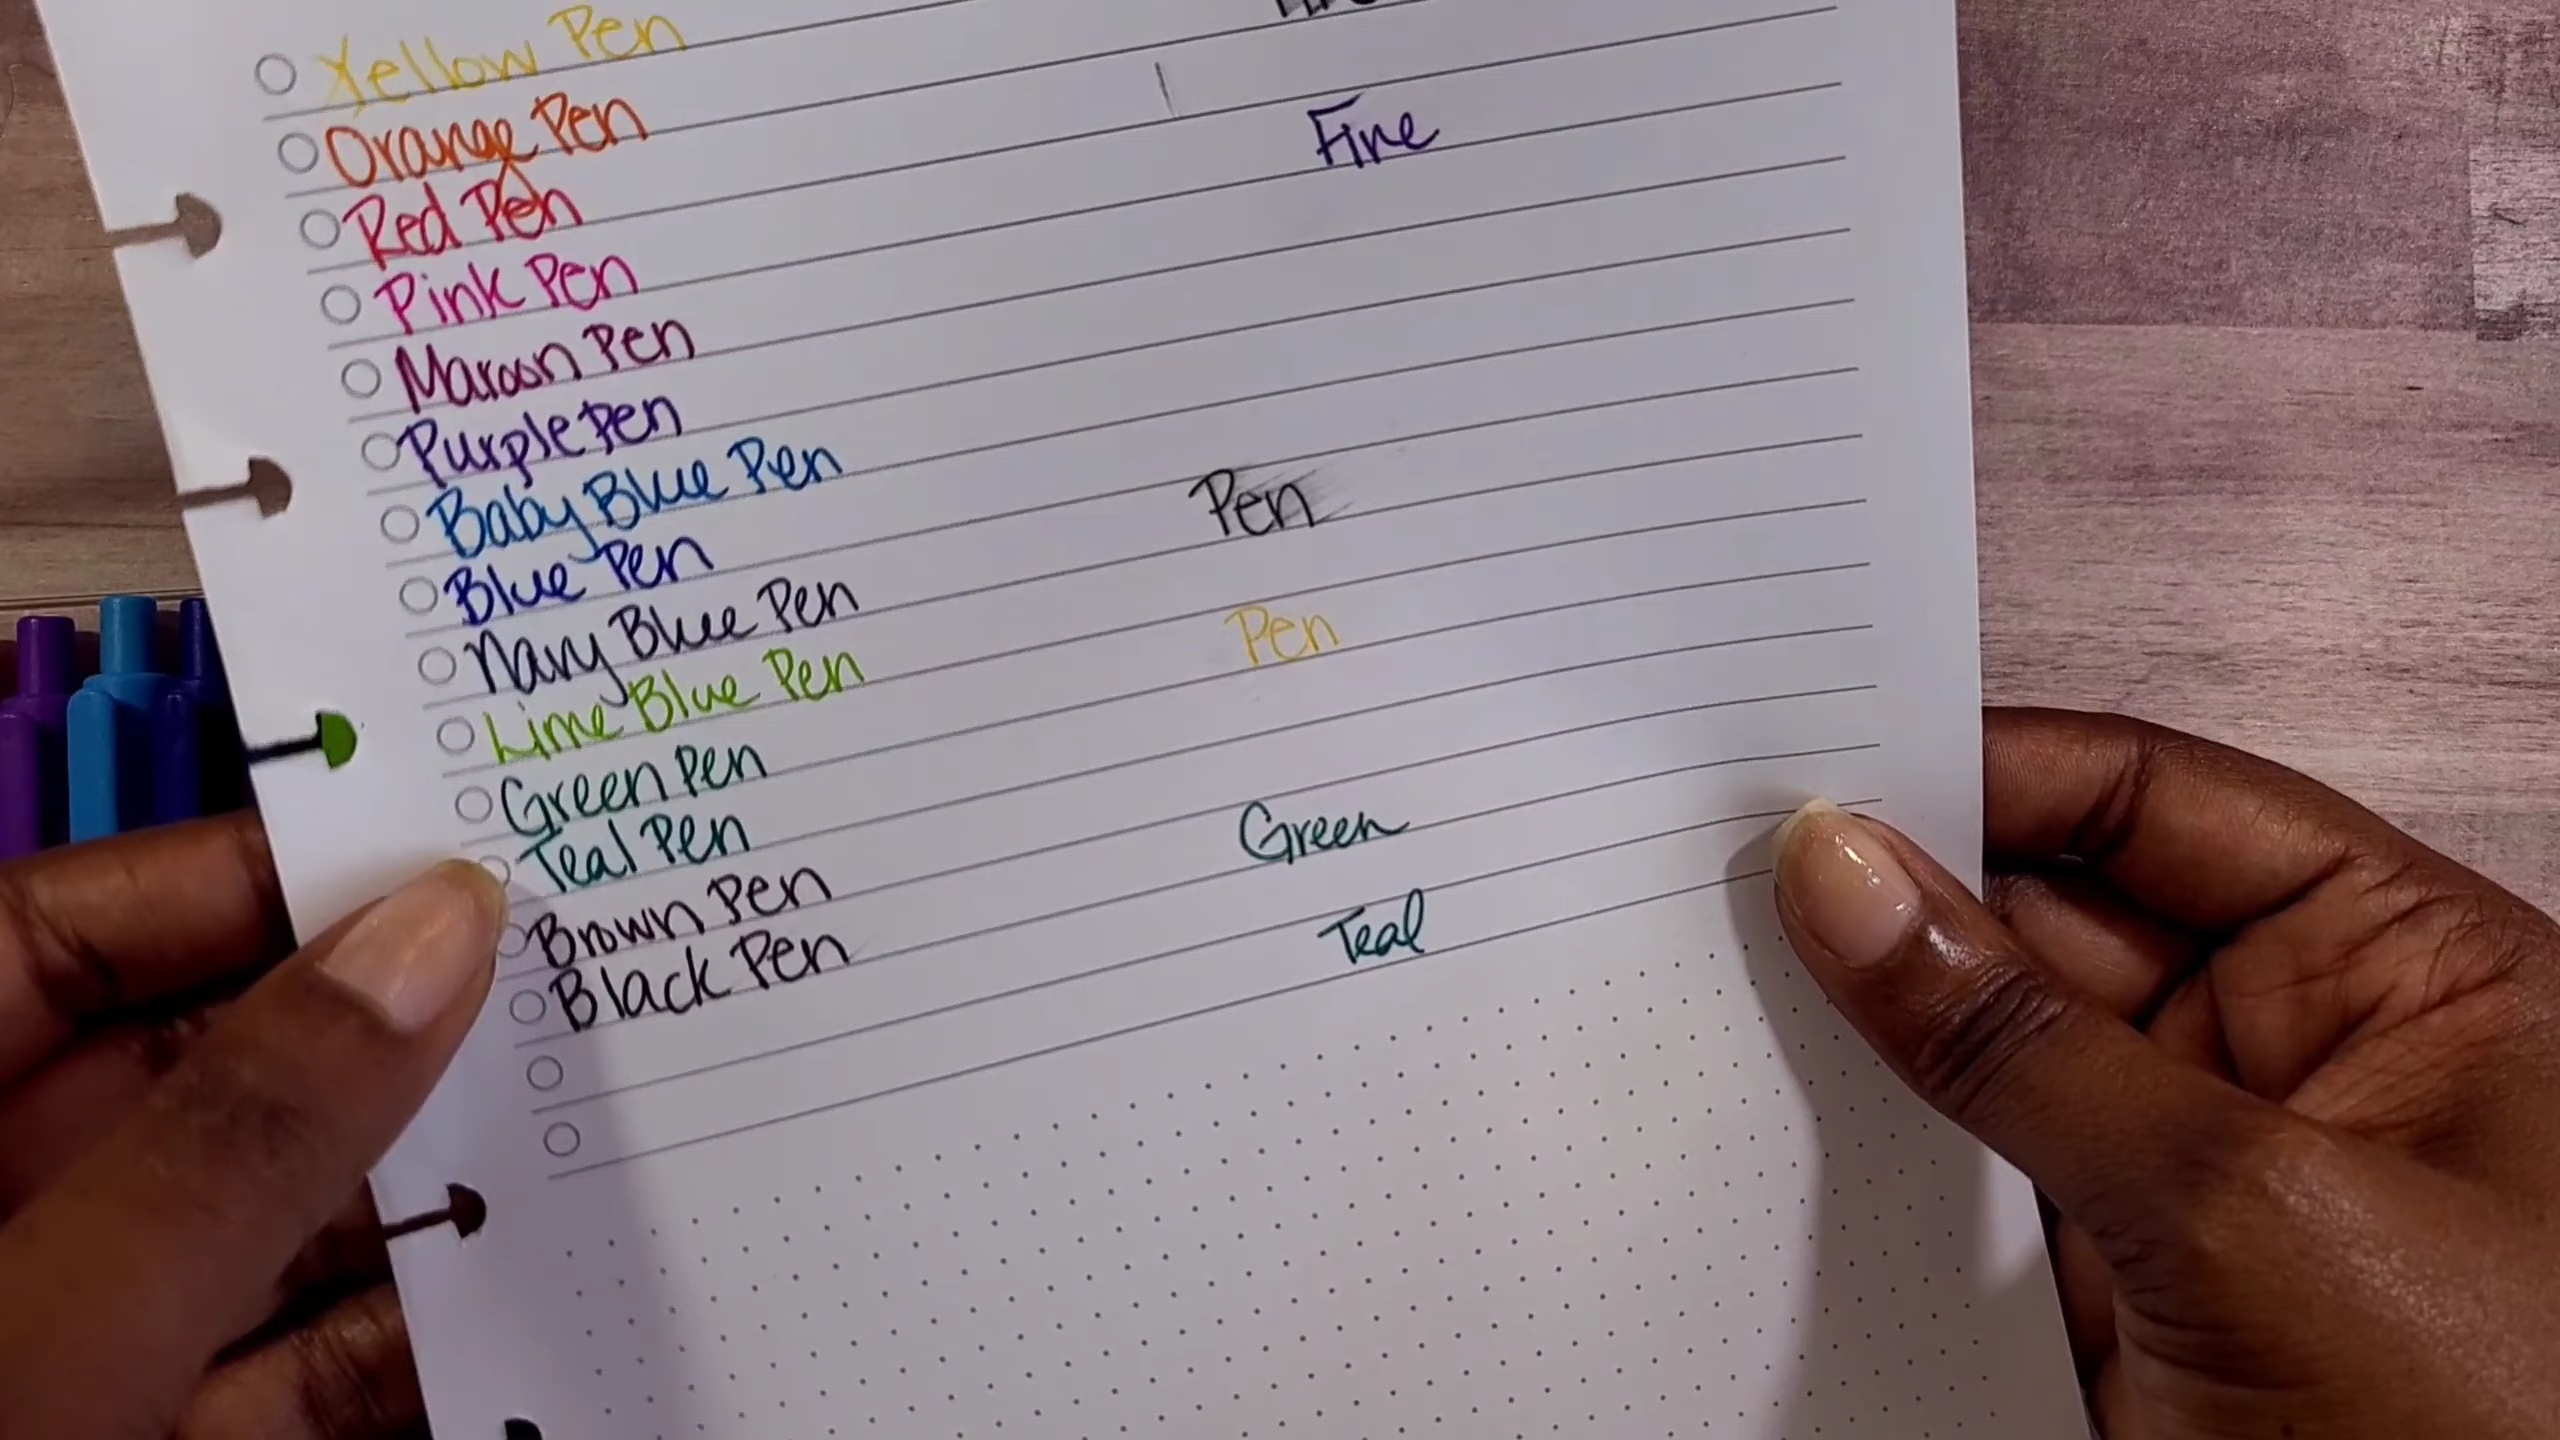 Yellow Pen
Orange Pen
Red Pen
Fine
Pink Pen
Maroon Pen
Purple Pen
Baby Blue Pen
Blue Pen
Pen
Navy Blue Pen
Lime Blue Pen
Pen
Green Pen
Teal Pen
Brown Pen
Green
Black Pen
Teal